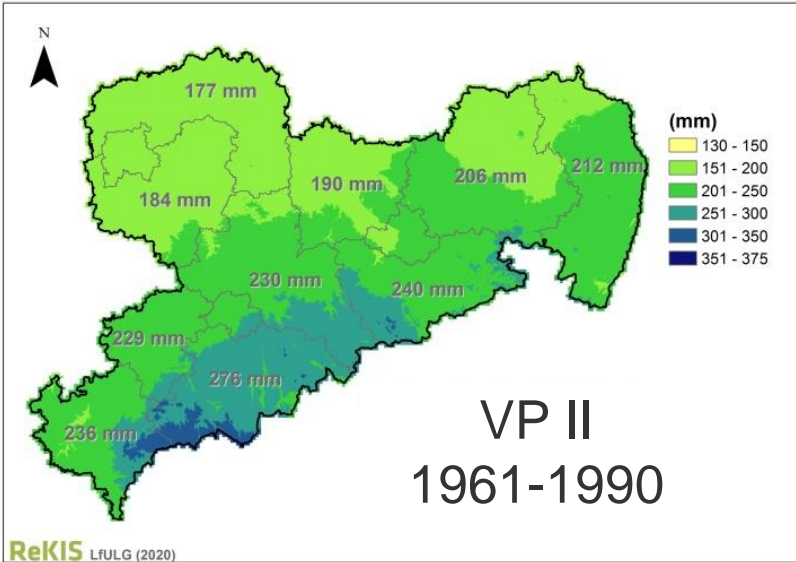 N
177 mm
(mm)
130 - 150
151 - 200
206 mm
212 mm
190 mm
201 - 250
184 mm
251 - 300
301 - 350
351 - 375
230 mm
240 mm
229 mm
276 mm
236 mm
VP II
1961-1990
ReKIS LfULG (2020)